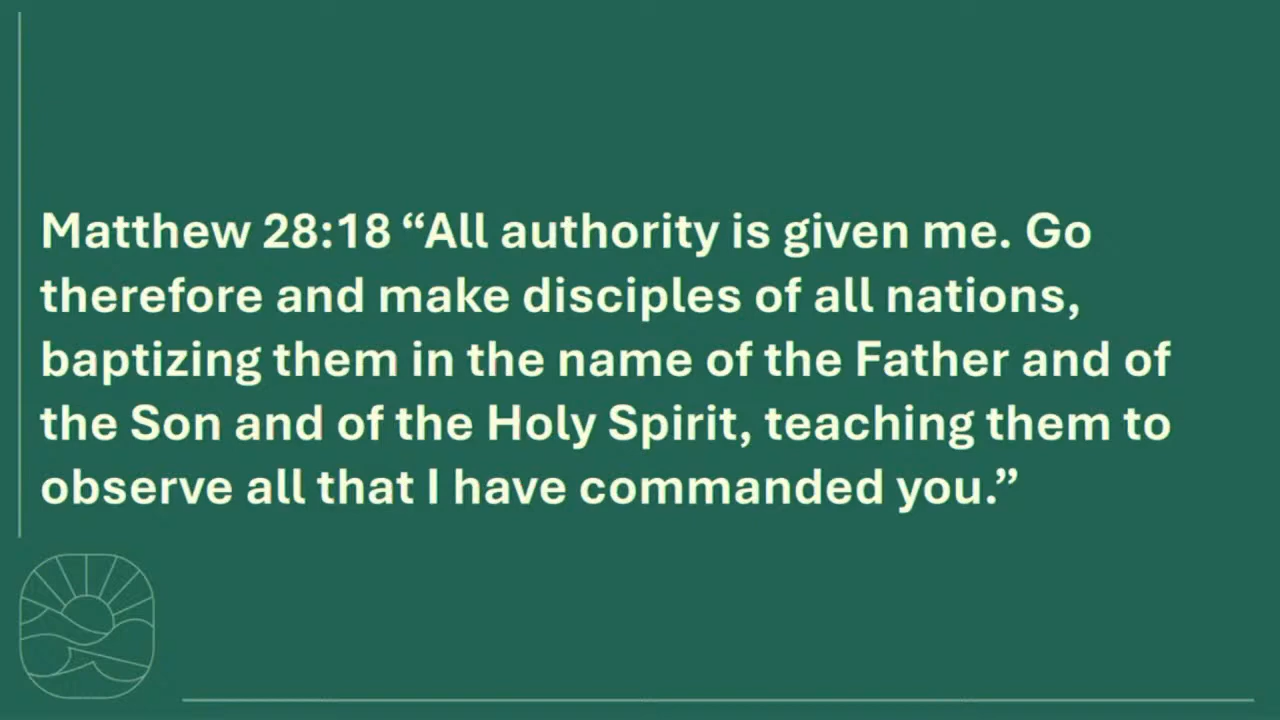 Matthew 28:18 “All authority is given me. Go
therefore and make disciples of all nations,
baptizing them in the name of the Father and of
the Son and of the Holy Spirit, teaching them to
observe all that I have commanded you.”